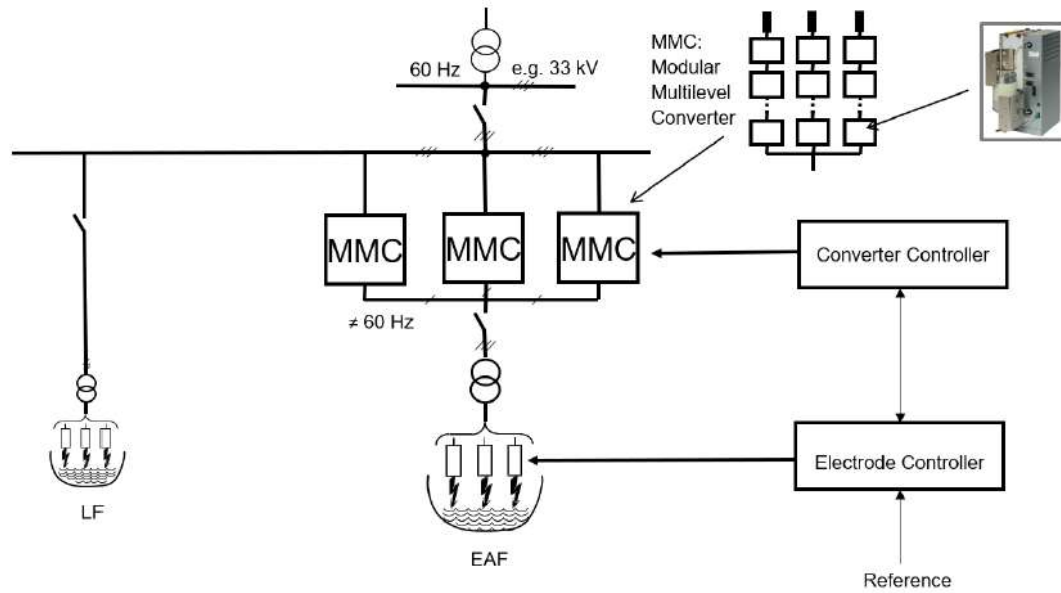 60 Hz
e.g. 33 kV
MMC:
Modular
Multilevel
Converter
MMC
MMC
MMC
Converter Controller
≠ 60 Hz
Electrode Controller
LF
EAF
Reference